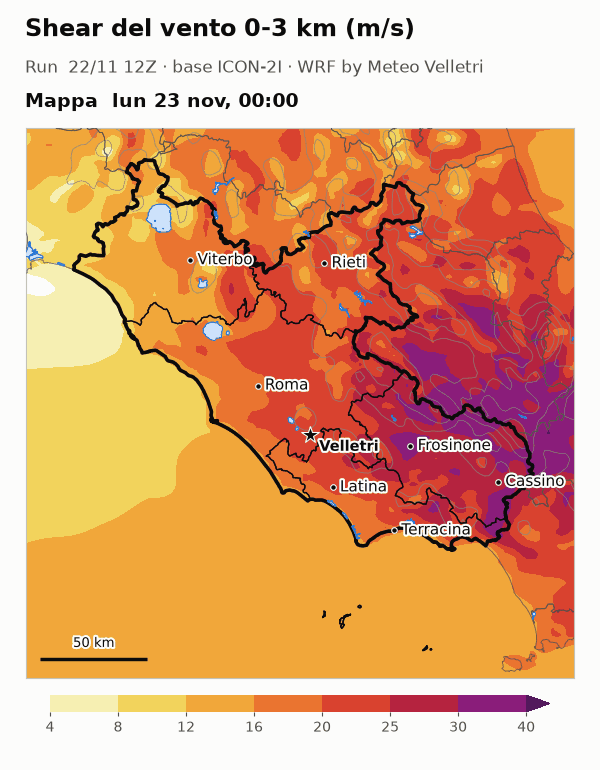 Shear del vento 0-3 km (m/s)
Run  22/11 12Z · base ICON-2I · WRF by Meteo Velletri
Mappa  lun 23 nov, 00:00
Viterbo
Rieti
Roma
Velletri
Frosinone
Cassino
Latina
Terracina
50 km
4 8 12 16 20 25 30 40